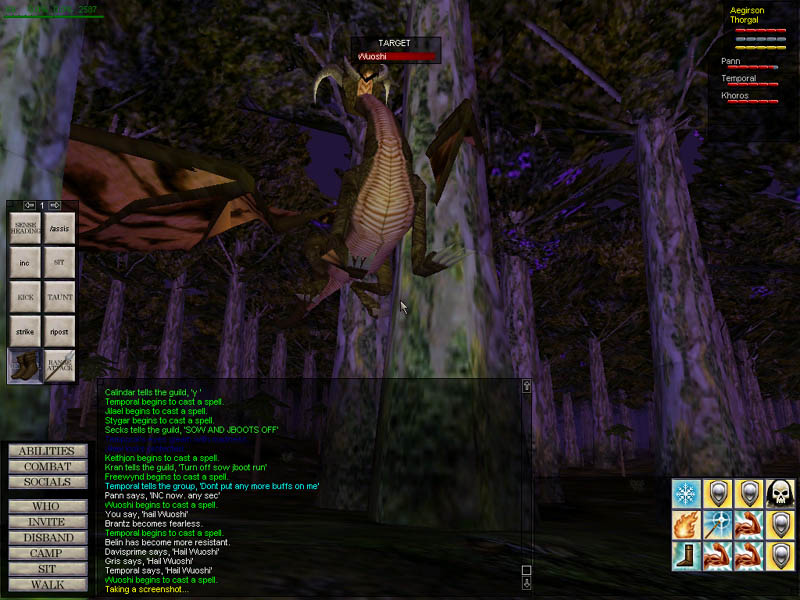 TARGET
Wuoshi
Aegirson
Thorgal
Pann
Temporal
Khoros
1
SENSE HEADING
/assis
inc
SIT
KICK
TAUNT
strike
ripost
RANGE ATTACK
ABILITIES
COMBAT
SOCIALS
WHO
INVITE
DISBAND
CAMP
SIT
WALK
Calindar tells the guild, 'y '
Temporal begins to cast a spell.
Jilael begins to cast a spell.
Stygar begins to cast a spell.
Secks tells the guild, 'SOW AND JBOOTS OFF'
Kethjon begins to cast a spell.
Kran tells the guild, 'Turn off sow jboot run'
Freewynd begins to cast a spell.
Temporal tells the group, 'Dont put any more buffs on me'
Pann says, 'INC now. any sec'
Wuoshi begins to cast a spell.
You say, 'hail Wuoshi'
Brantz becomes fearless.
Temporal begins to cast a spell.
Belin has become more resistant.
Davisprime says, 'Hail Wuoshi'
Gris says, 'Hail Wuoshi'
Temporal says, 'Hail Wuoshi'
Wuoshi begins to cast a spell.
Taking a screenshot...